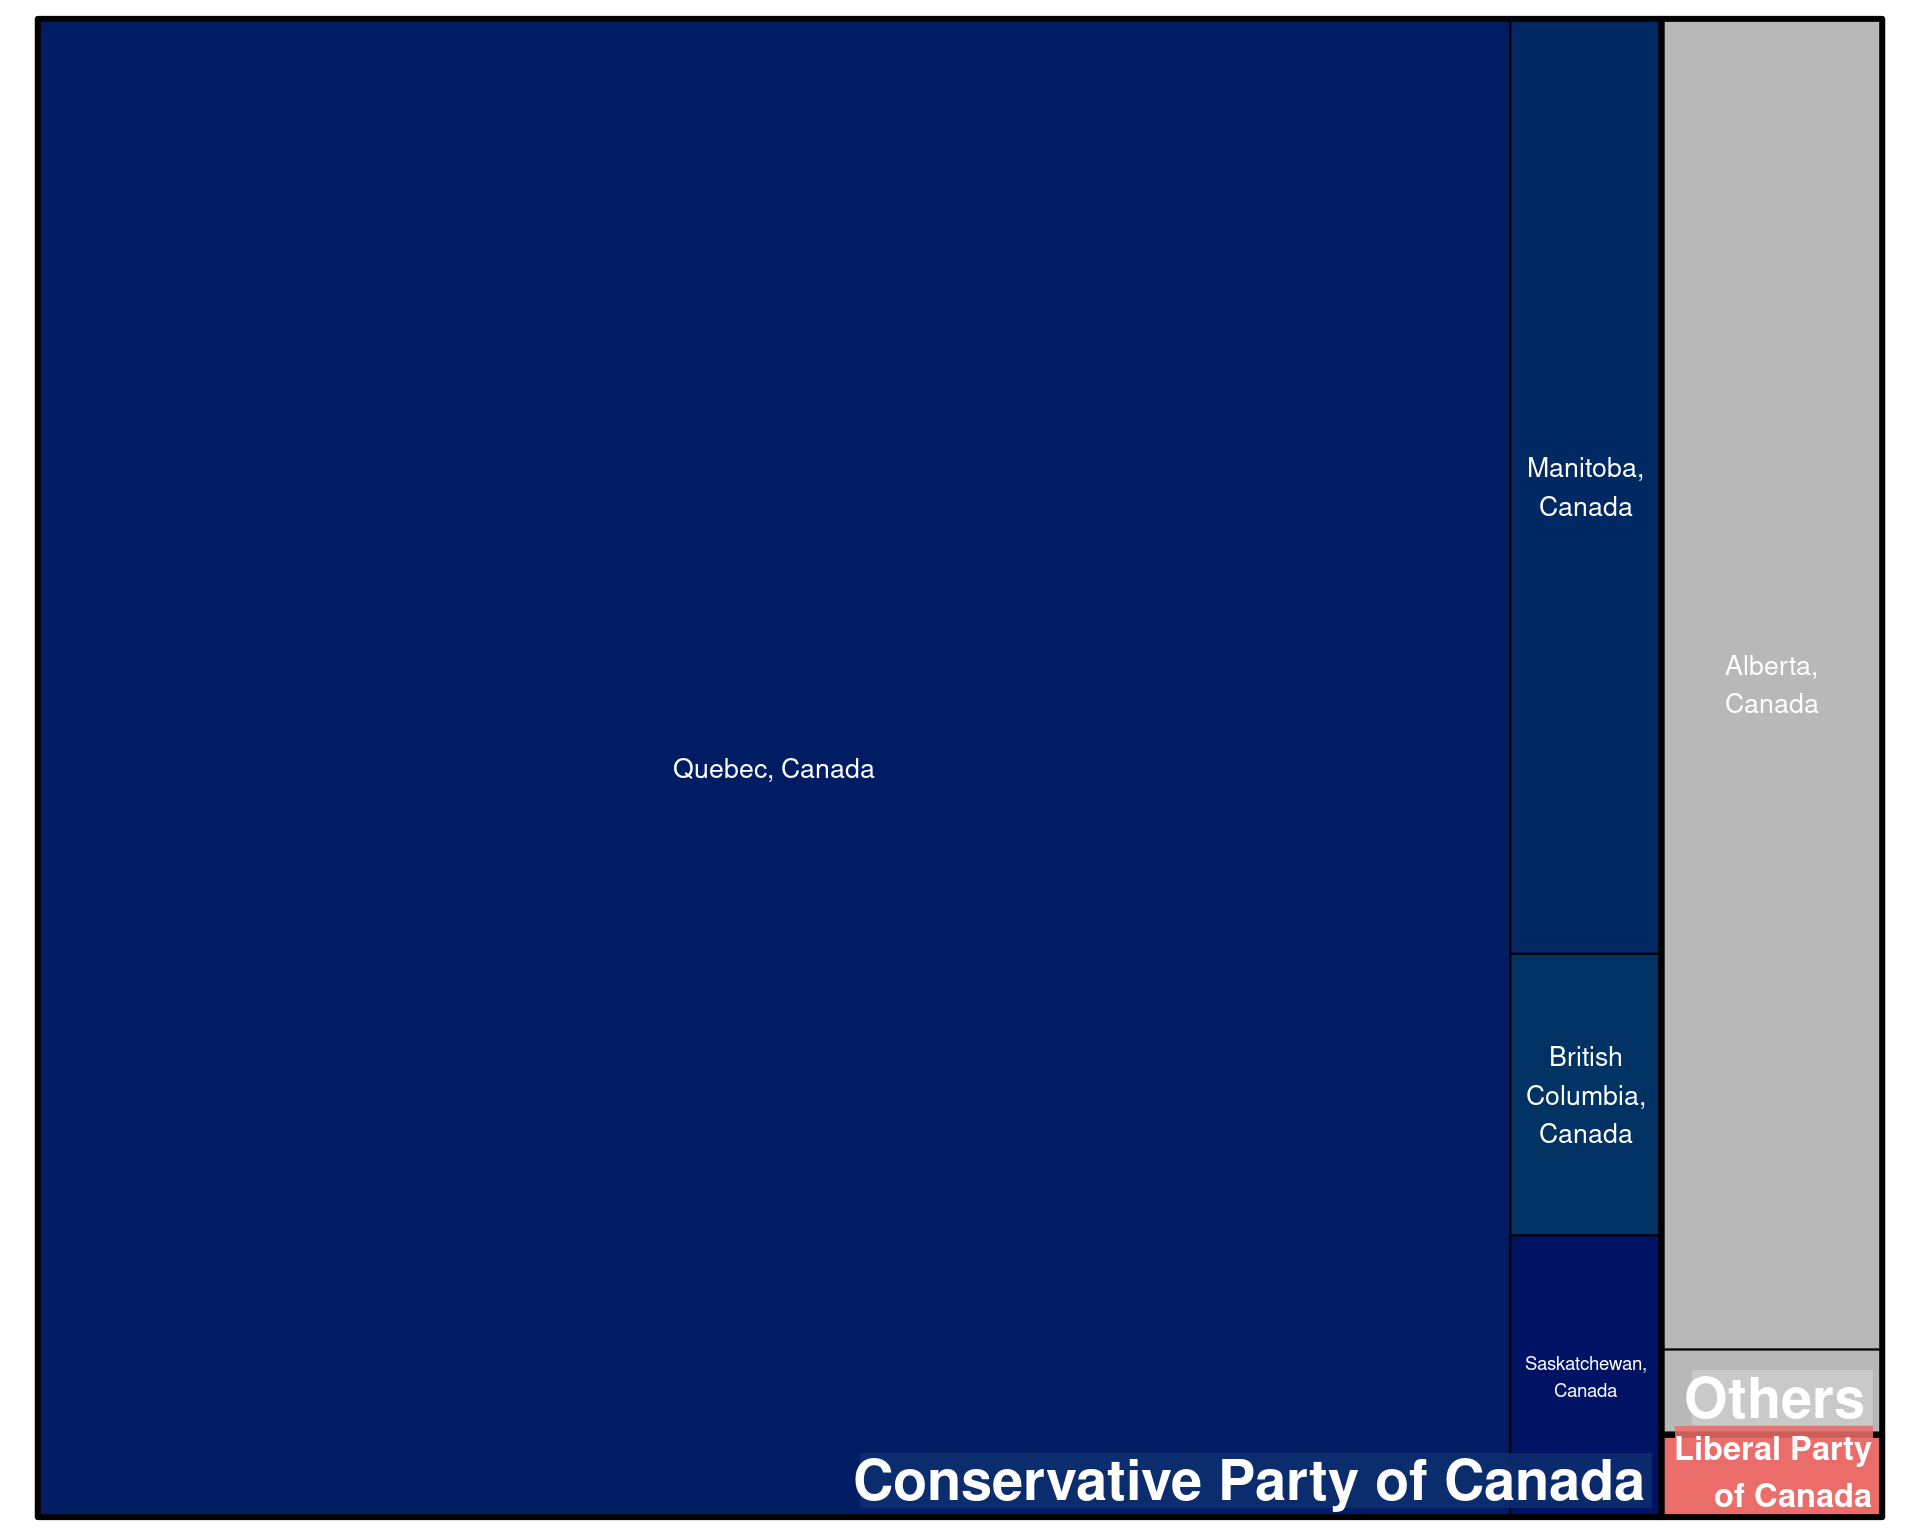 Manitoba,
Canada
Alberta,
Canada
Quebec, Canada
British
Columbia,
Canada
Saskatchewan,
Canada
Others
Liberal Party
of Canada
Conservative Party of Canada